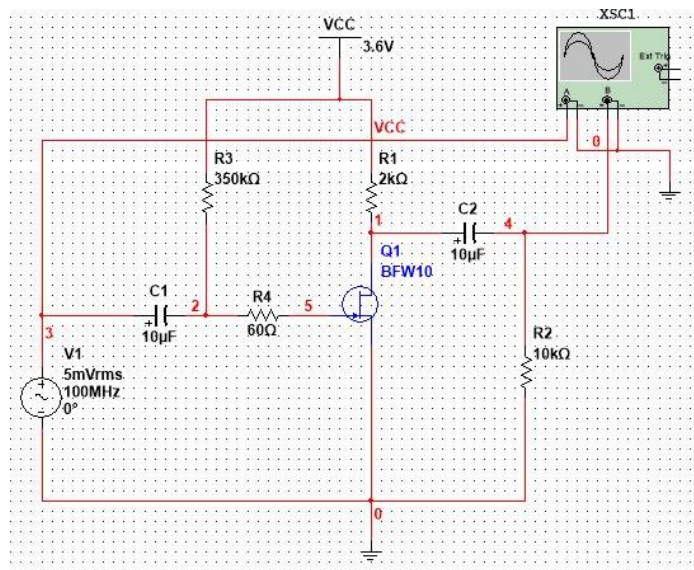 XSC1
VCC
3.6V
Ext Trig
+
-
A
B
+ - + -
VCC
0
R3
350kΩ
R1
2kΩ
1
C2
4
+
10µF
Q1
BFW10
C1
2
R4
5
+
10µF
60Ω
3
R2
10kΩ
V1
5mVrms
100MHz
0°
0